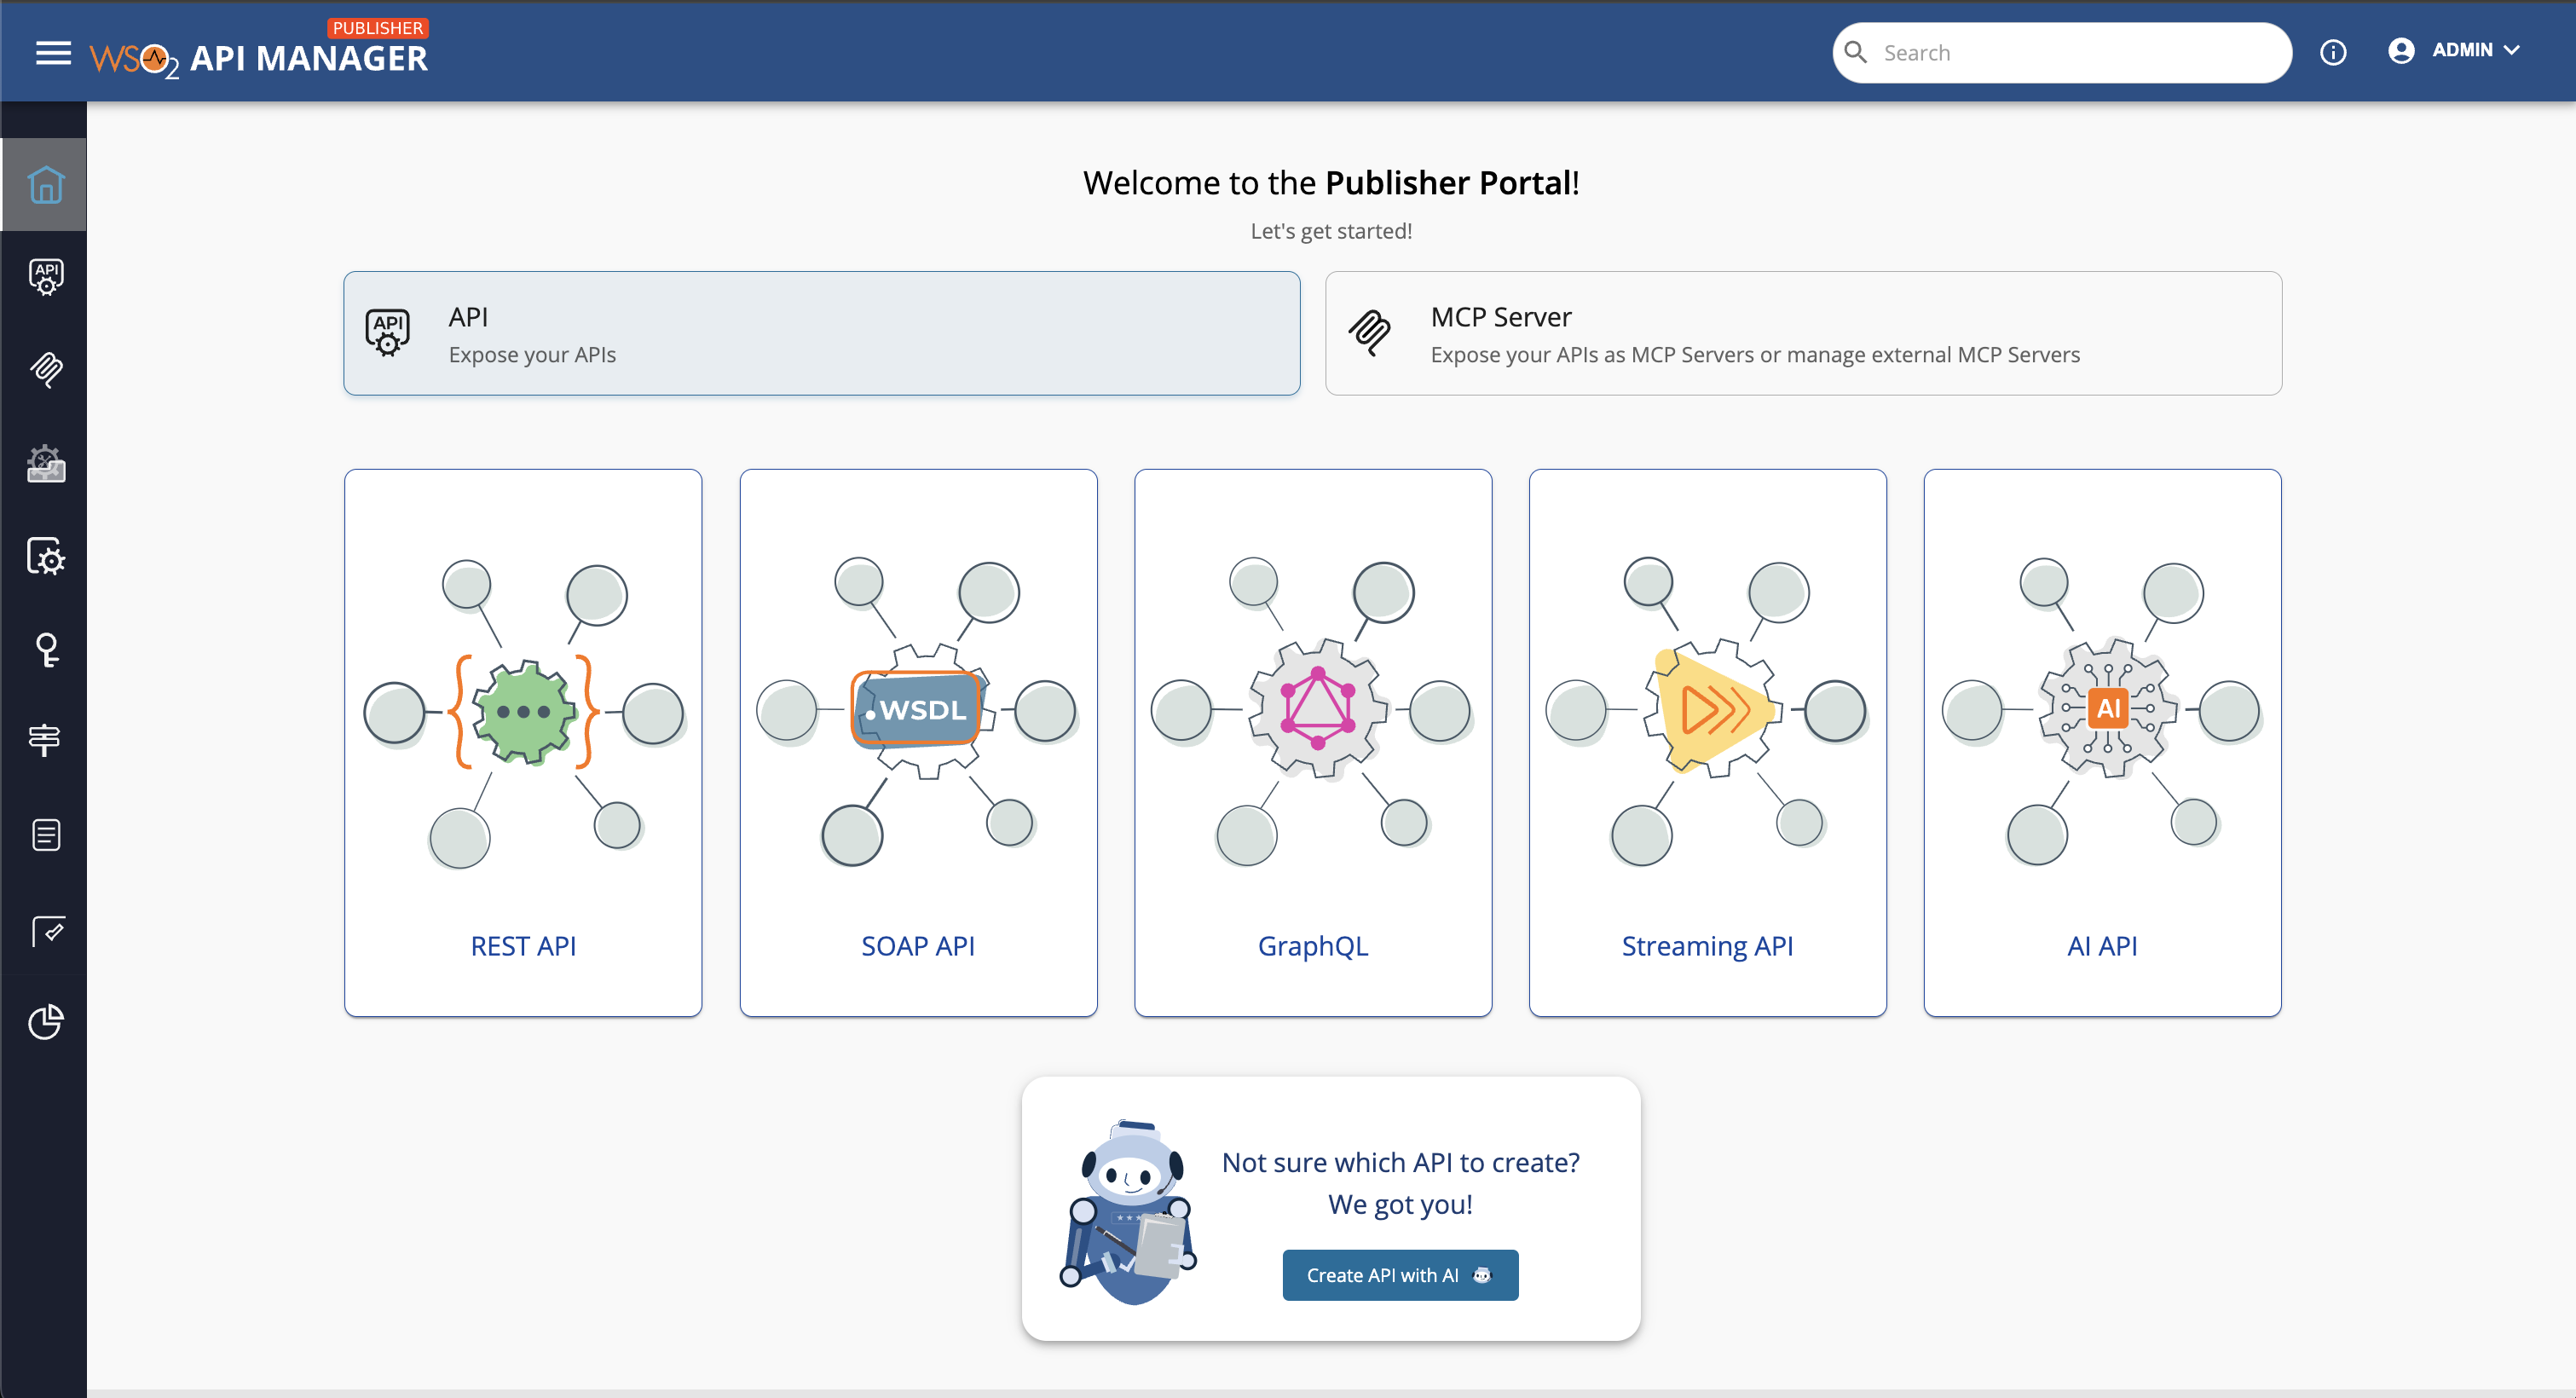 PUBLISHER
WSO2 API MANAGER
Search
ADMIN
Welcome to the Publisher Portal!
Let's get started!
API
API
API
Expose your APIs
MCP Server
Expose your APIs as MCP Servers or manage external MCP Servers
.WSDL
AI
REST API
SOAP API
GraphQL
Streaming API
AI API
Not sure which API to create?
We got you!
Create API with AI